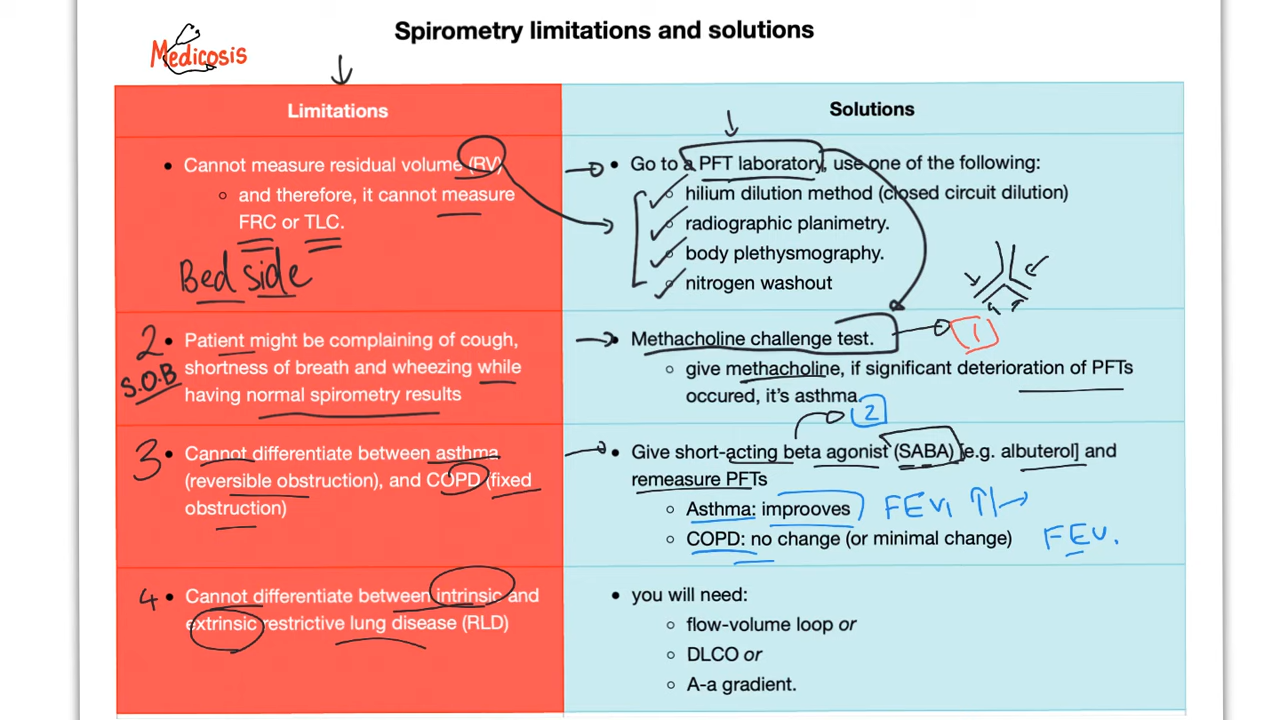 Spirometry limitations and solutions
Medicosis
Limitations
Solutions
• Cannot measure residual volume (RV)
○ and therefore, it cannot measure
FRC or TLC.
Bed side
• Go to a PFT laboratory, use one of the following:
○ hilium dilution method (closed circuit dilution)
○ radiographic planimetry.
○ body plethysmography.
○ nitrogen washout
2 • Patient might be complaining of cough,
shortness of breath and wheezing while
S.O.B
having normal spirometry results
• Methacholine challenge test.
1
○ give methacholine, if significant deterioration of PFTs
occured, it's asthma.
2
3 • Cannot differentiate between asthma
(reversible obstruction), and COPD (fixed
obstruction)
• Give short-acting beta agonist (SABA) [e.g. albuterol] and
remeasure PFTs
○ Asthma: improoves FEV₁ ↑
○ COPD: no change (or minimal change) FEV.
4 • Cannot differentiate between intrinsic and
extrinsic restrictive lung disease (RLD)
• you will need:
○ flow-volume loop or
○ DLCO or
○ A-a gradient.